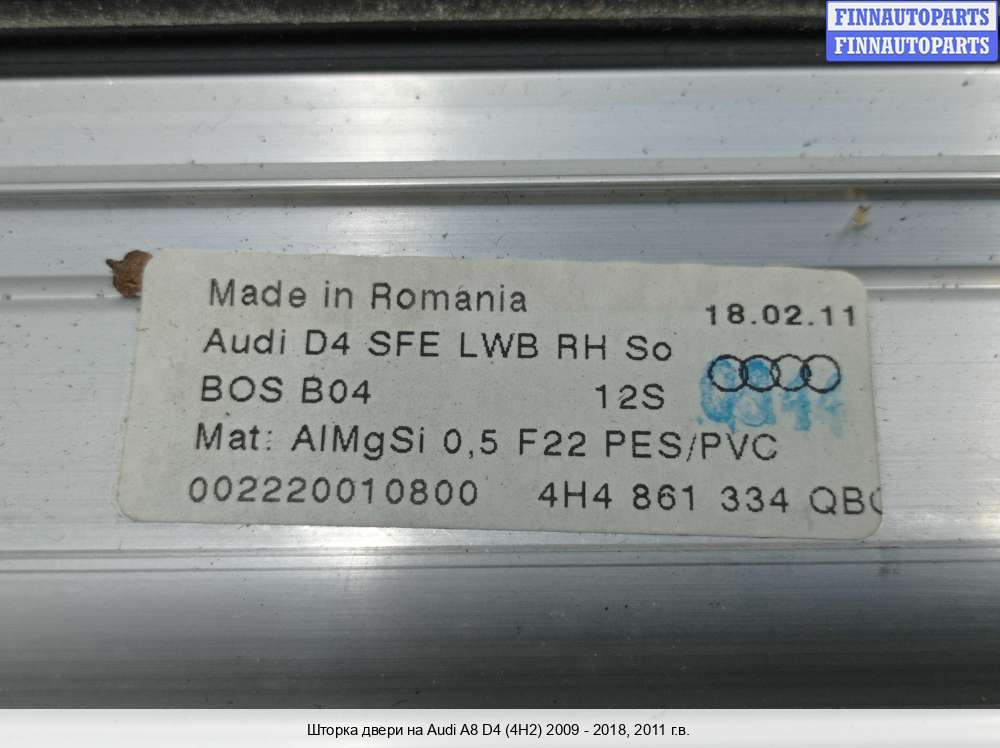 FINNAUTOPARTS
FINNAUTOPARTS
Made in Romania
18.02.11
Audi D4 SFE LWB RH So
BOS B04 12S
Mat: AlMgSi 0,5 F22 PES/PVC
002220010800 4H4 861 334
Шторка двери на Audi A8 D4 (4H2) 2009 - 2018, 2011 г.в.